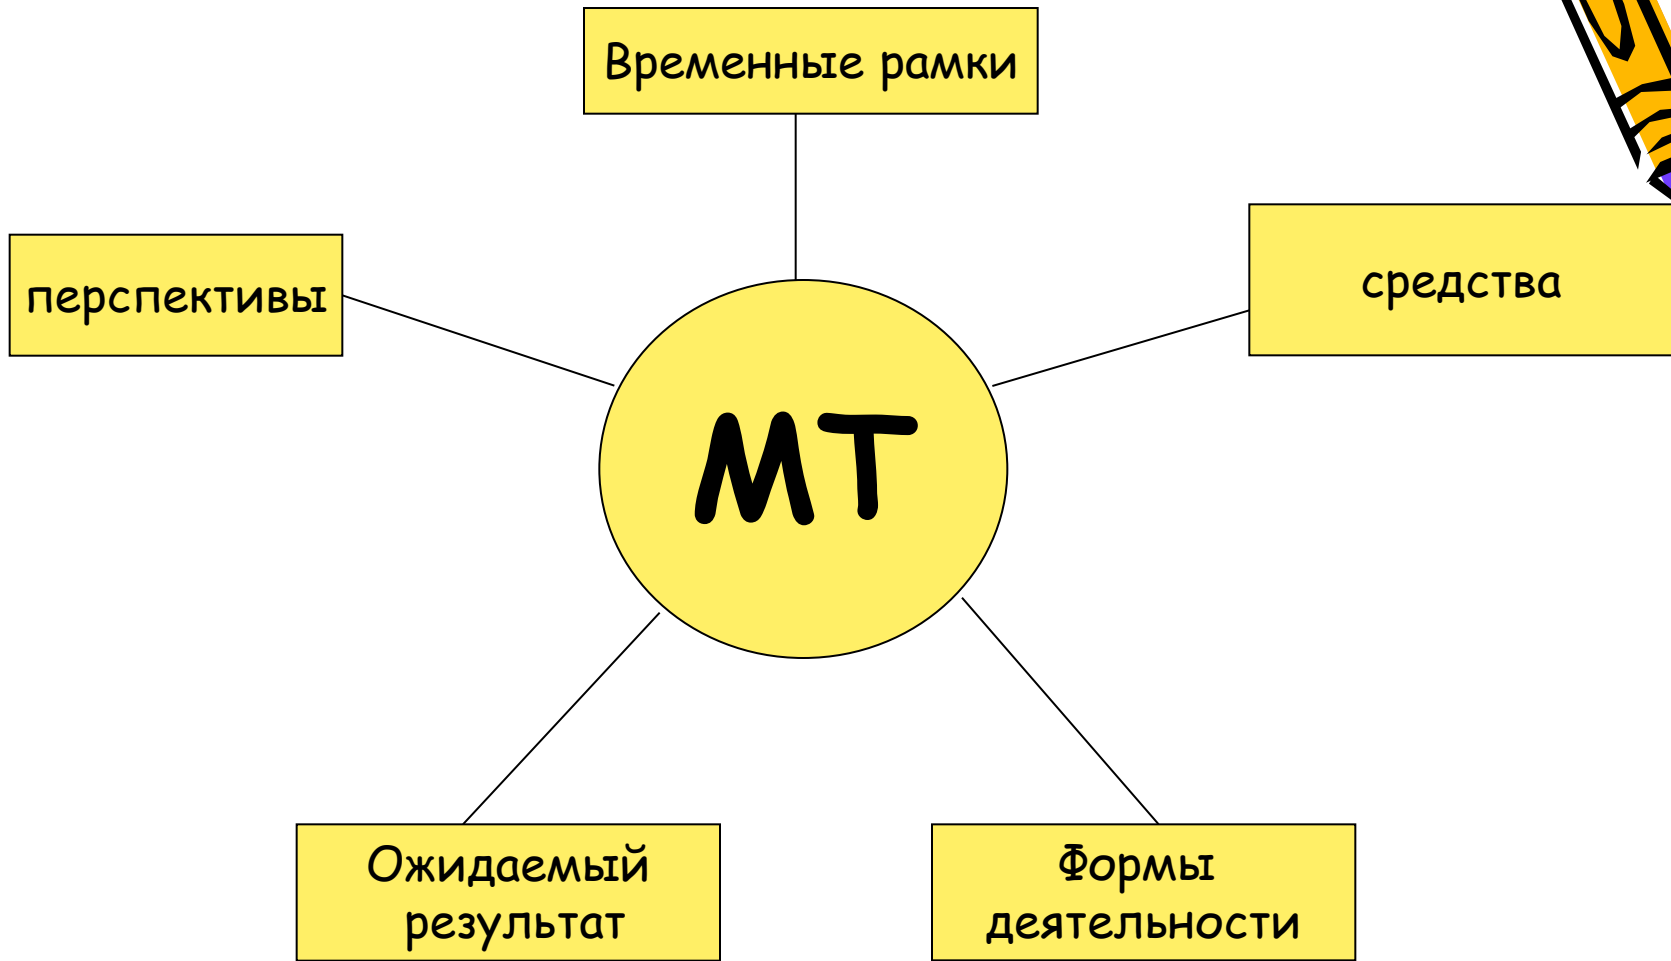 Временные рамки
перспективы
средства
МТ
Ожидаемый
результат
Формы
деятельности